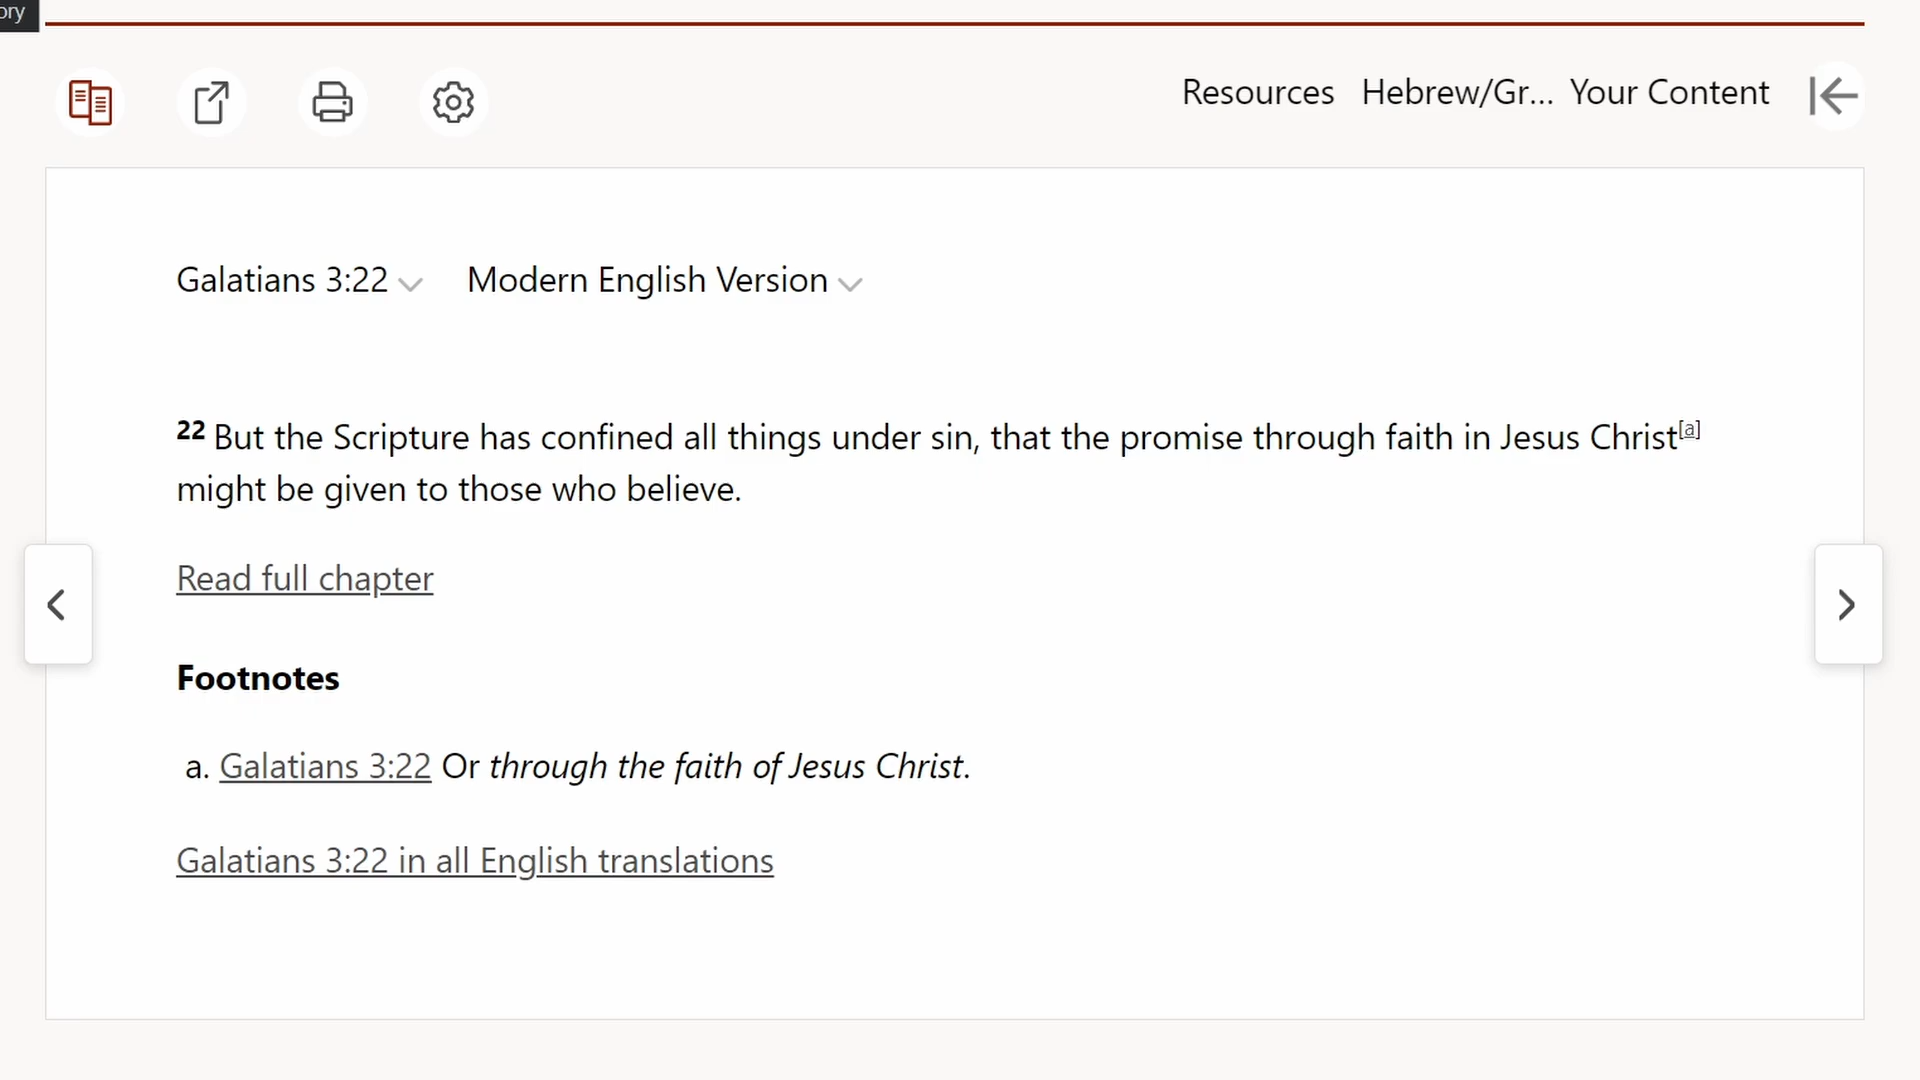 ory
Resources Hebrew/Gr... Your Content
Galatians 3:22 Modern English Version
22 But the Scripture has confined all things under sin, that the promise through faith in Jesus Christ[a]
might be given to those who believe.
Read full chapter
Footnotes
a. Galatians 3:22 Or through the faith of Jesus Christ.
Galatians 3:22 in all English translations